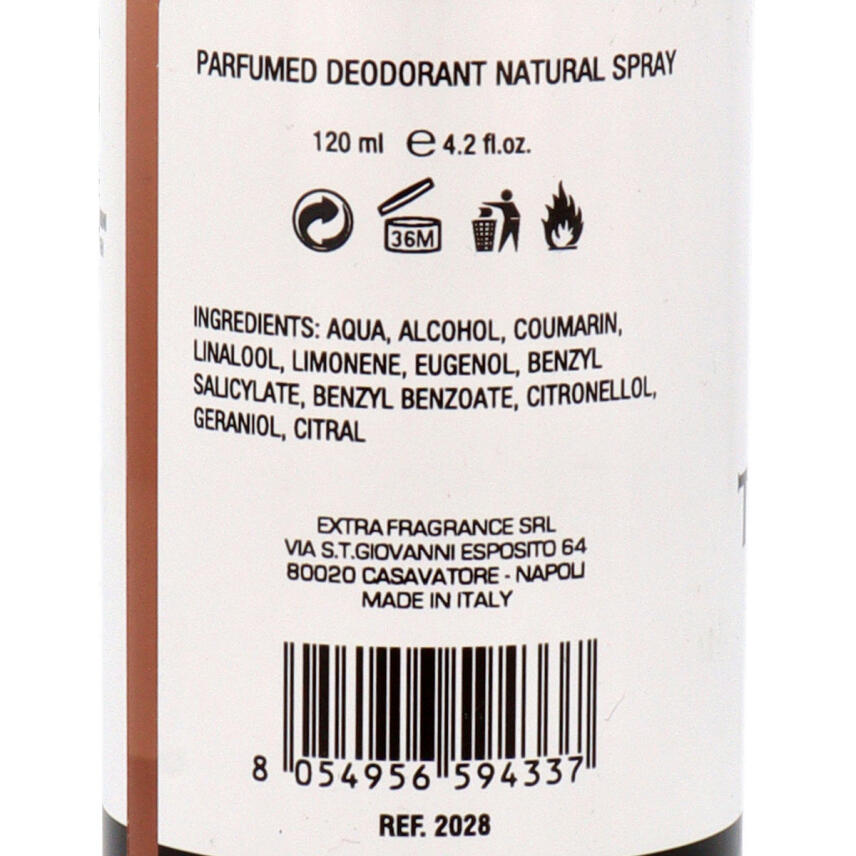 PARFUMED DEODORANT NATURAL SPRAY
120 ml ℮ 4.2 fl.oz.
36M
INGREDIENTS: AQUA, ALCOHOL, COUMARIN,
LINALOOL, LIMONENE, EUGENOL, BENZYL
SALICYLATE, BENZYL BENZOATE, CITRONELLOL,
GERANIOL, CITRAL
EXTRA FRAGRANCE SRL
VIA S.T.GIOVANNI ESPOSITO 64
80020 CASAVATORE - NAPOLI
MADE IN ITALY
8 054956 594337
REF. 2028